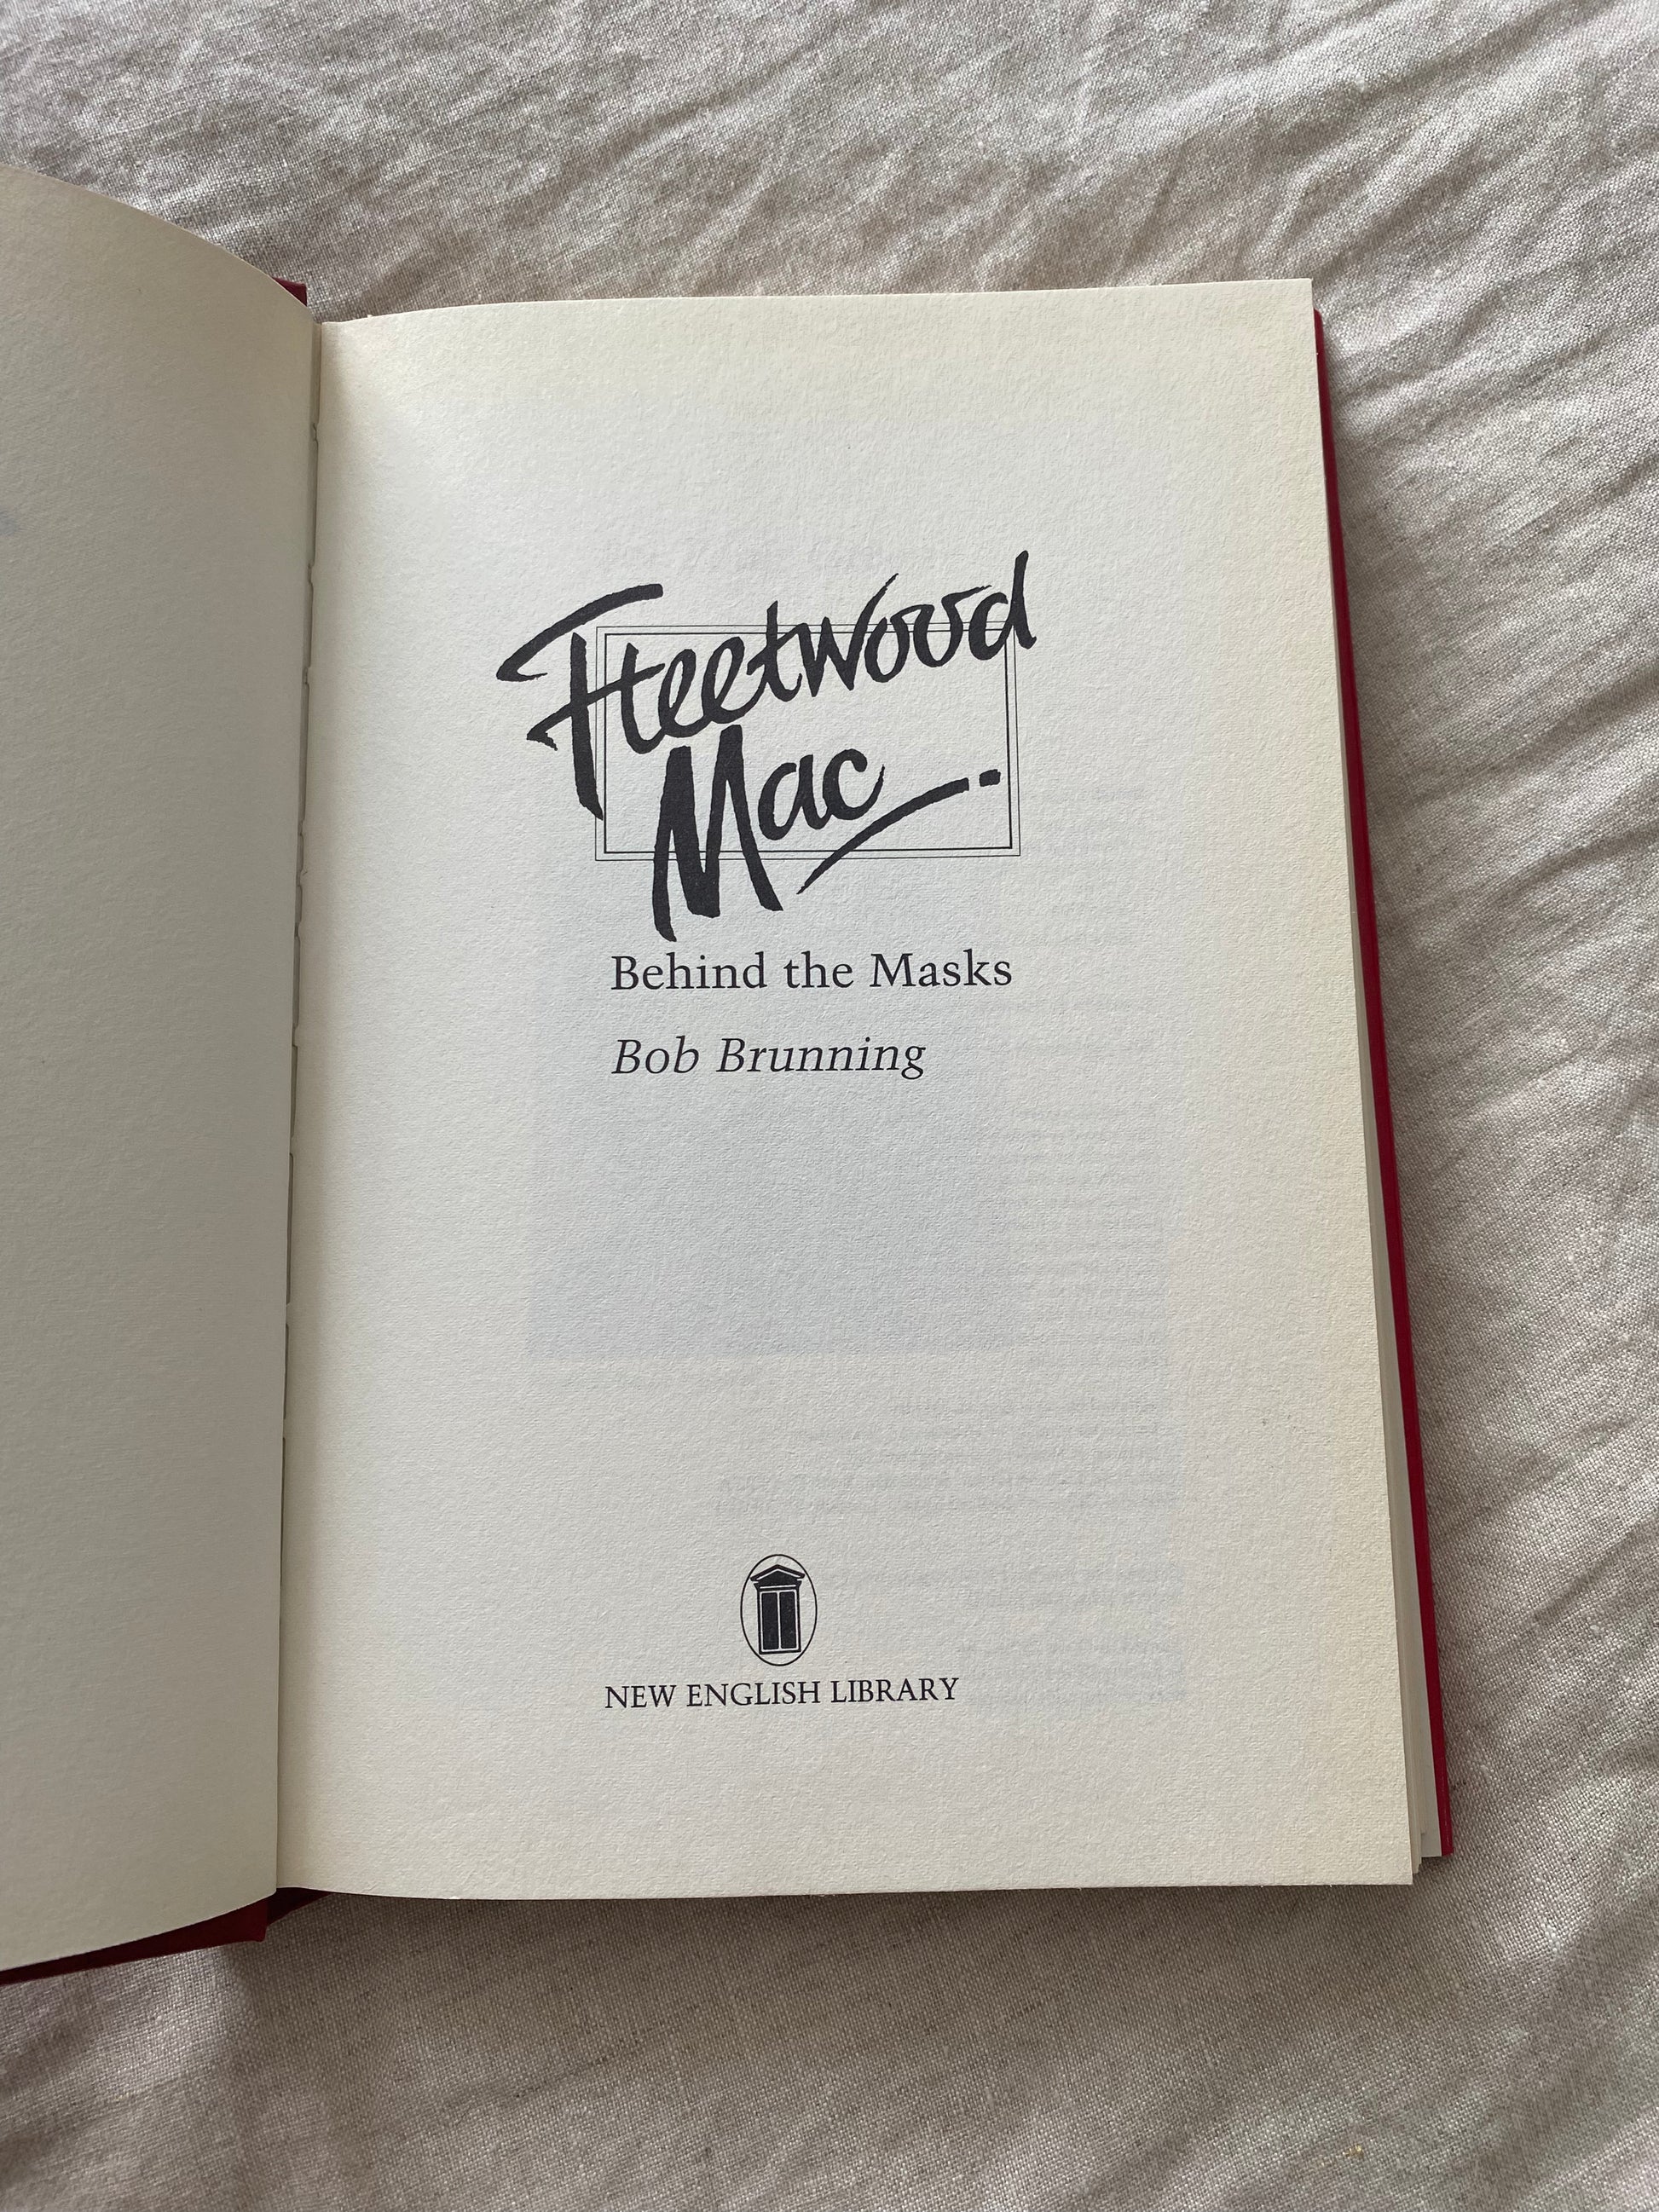 Fleetwood
Mac
Behind the Masks
Bob Brunning
NEW ENGLISH LIBRARY